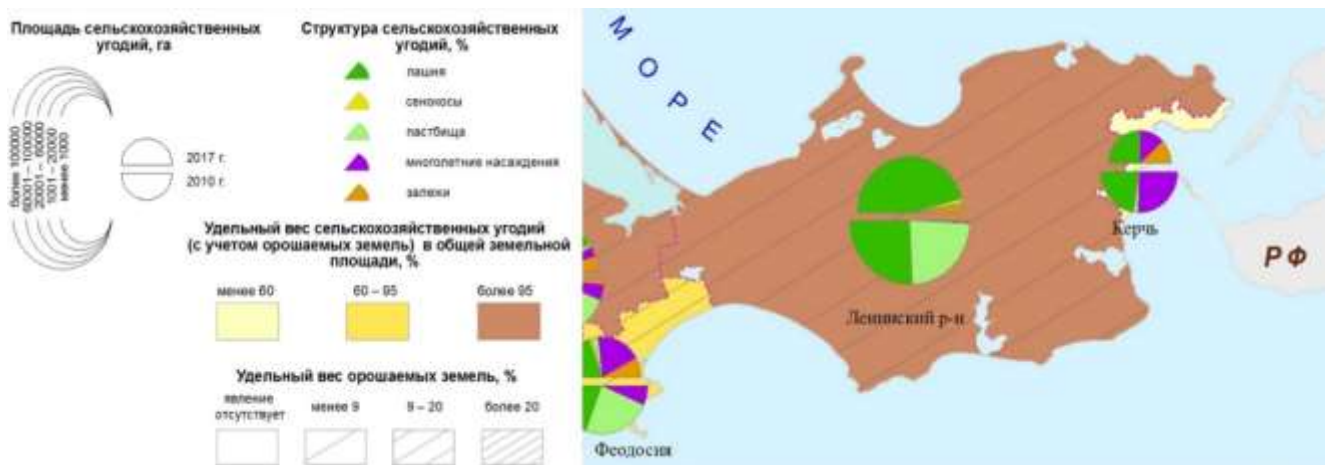 Площадь сельскохозяйственных
угодий, га
более 100000
60001 – 100000
20001 – 60000
1001 – 20000
менее 1000
2017 г.
2010 г.
Структура сельскохозяйственных
угодий, %
пашня
сенокосы
пастбища
многолетние насаждения
залежи
Удельный вес сельскохозяйственных угодий
(с учетом орошаемых земель) в общей земельной
площади, %
менее 60
60 – 95
более 95
Удельный вес орошаемых земель, %
явление
отсутствует
менее 9
9 – 20
более 20
МОРЕ
Керчь
РФ
Ленинский р-н
Феодосия